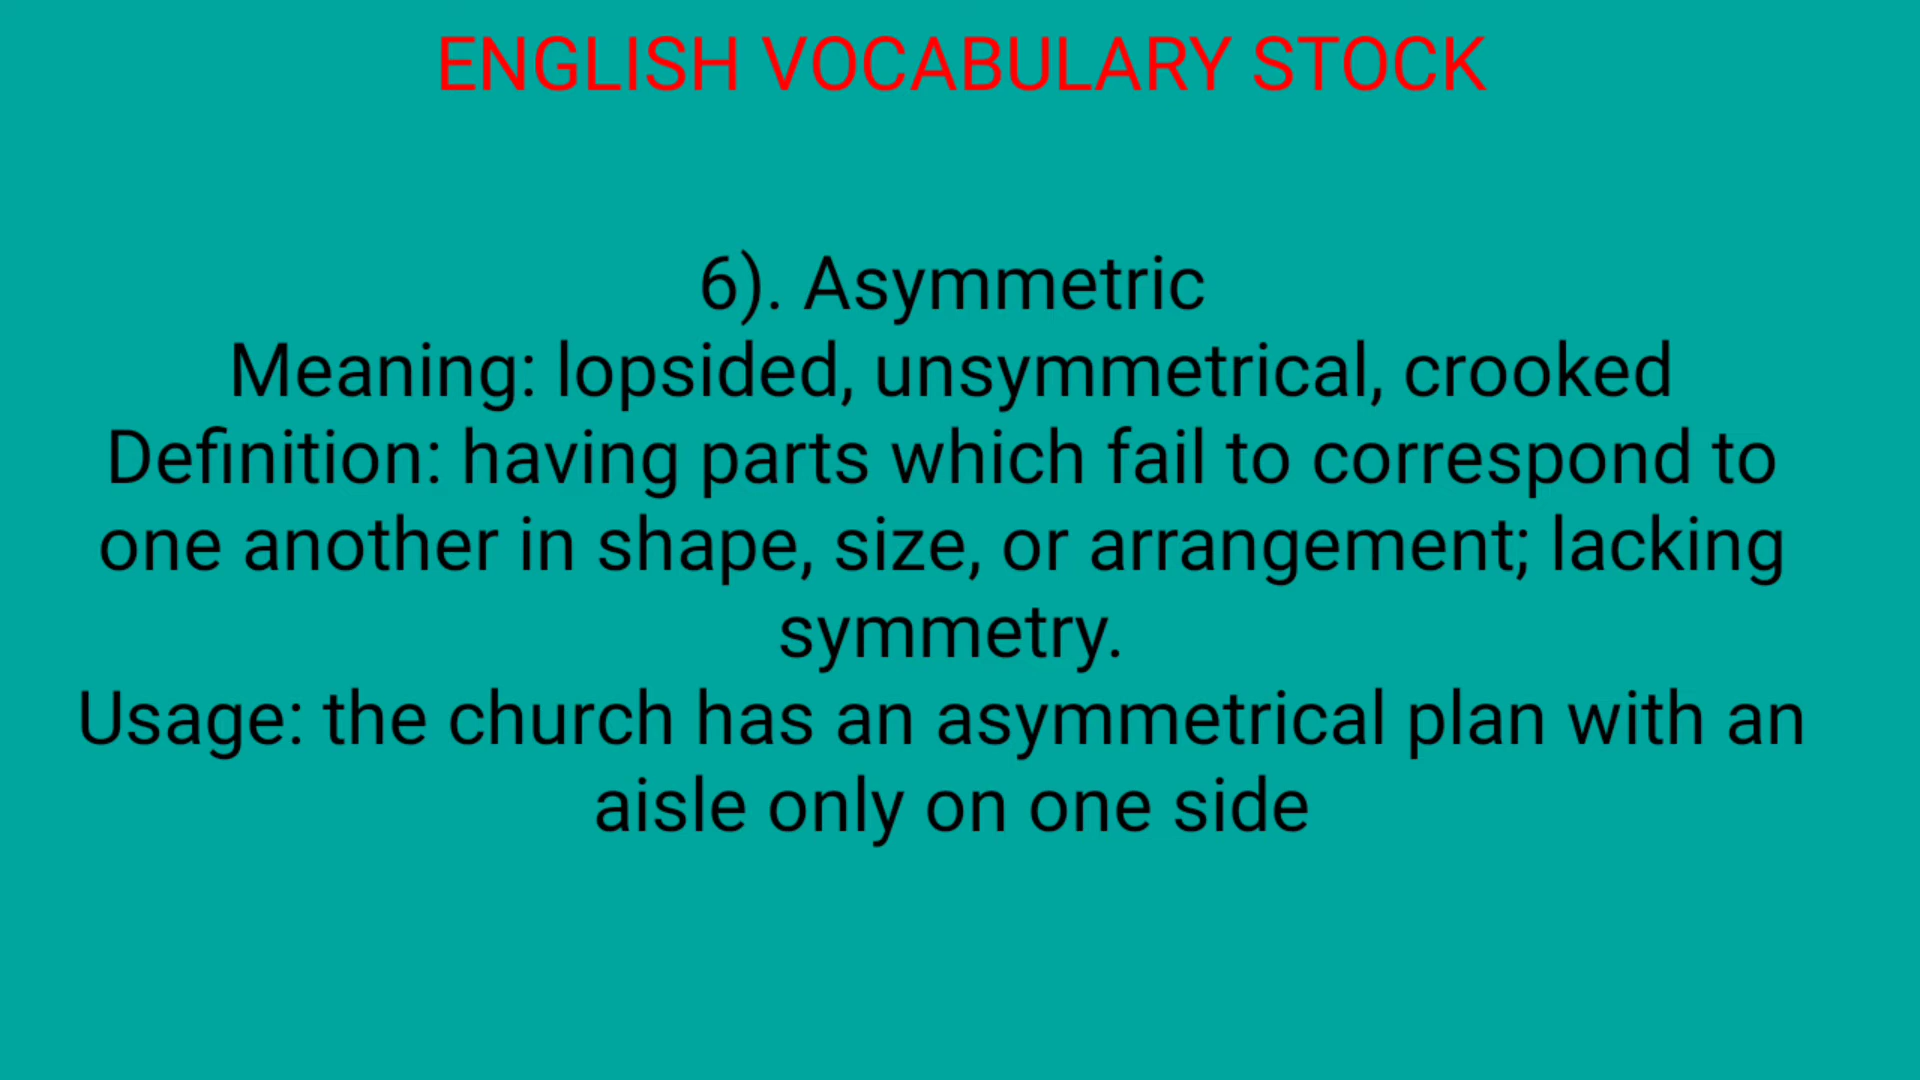 ENGLISH VOCABULARY STOCK
6). Asymmetric
Meaning: lopsided, unsymmetrical, crooked
Definition: having parts which fail to correspond to
one another in shape, size, or arrangement; lacking
symmetry.
Usage: the church has an asymmetrical plan with an
aisle only on one side